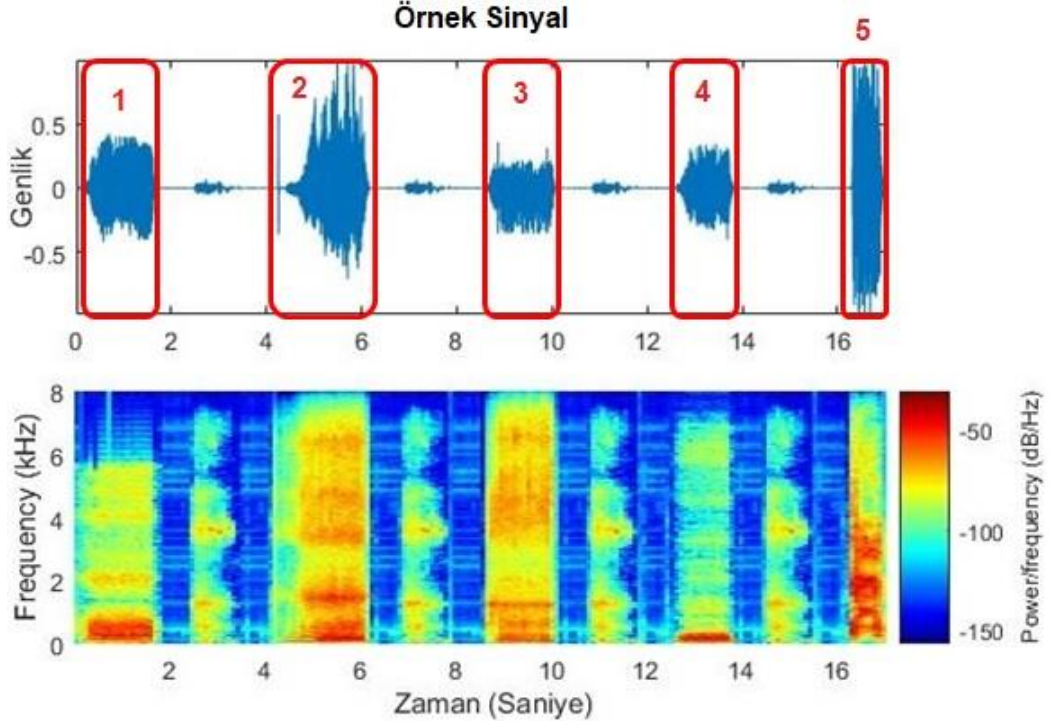 Örnek Sinyal
1
2
3
4
5
Genlik
0.5
0
-0.5
0 2 4 6 8 10 12 14 16
Frequency (kHz)
8
6
4
2
0
2 4 6 8 10 12 14 16
Zaman (Saniye)
-50
-100
-150
Power/frequency (dB/Hz)